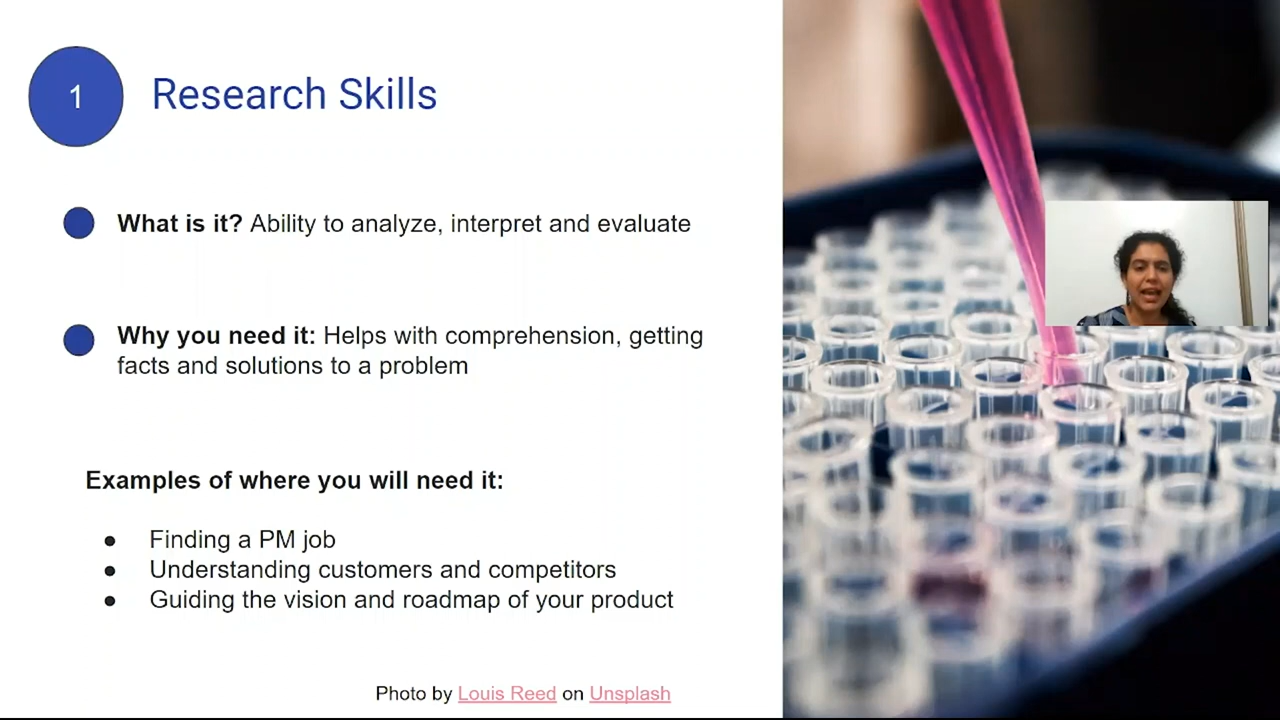 1
Research Skills
What is it? Ability to analyze, interpret and evaluate
Why you need it: Helps with comprehension, getting
facts and solutions to a problem
Examples of where you will need it:
● Finding a PM job
● Understanding customers and competitors
● Guiding the vision and roadmap of your product
Photo by Louis Reed on Unsplash